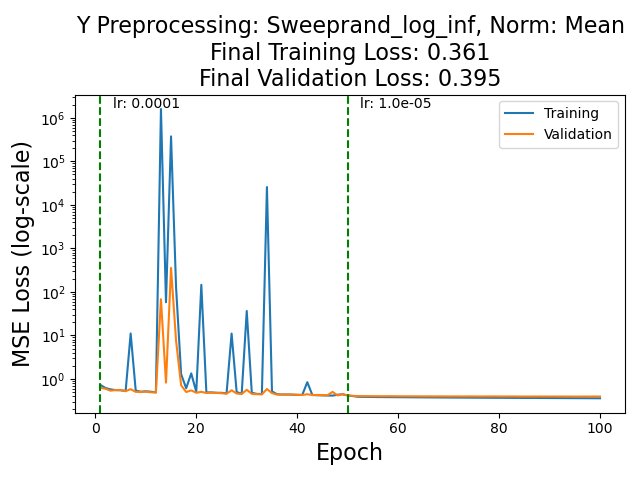 Y Preprocessing: Sweeprand_log_inf, Norm: Mean
Final Training Loss: 0.361
Final Validation Loss: 0.395
lr: 0.0001
lr: 1.0e-05
Training
Validation
MSE Loss (log-scale)
10⁶
10⁵
10⁴
10³
10²
10¹
10⁰
0
20
40
60
80
100
Epoch